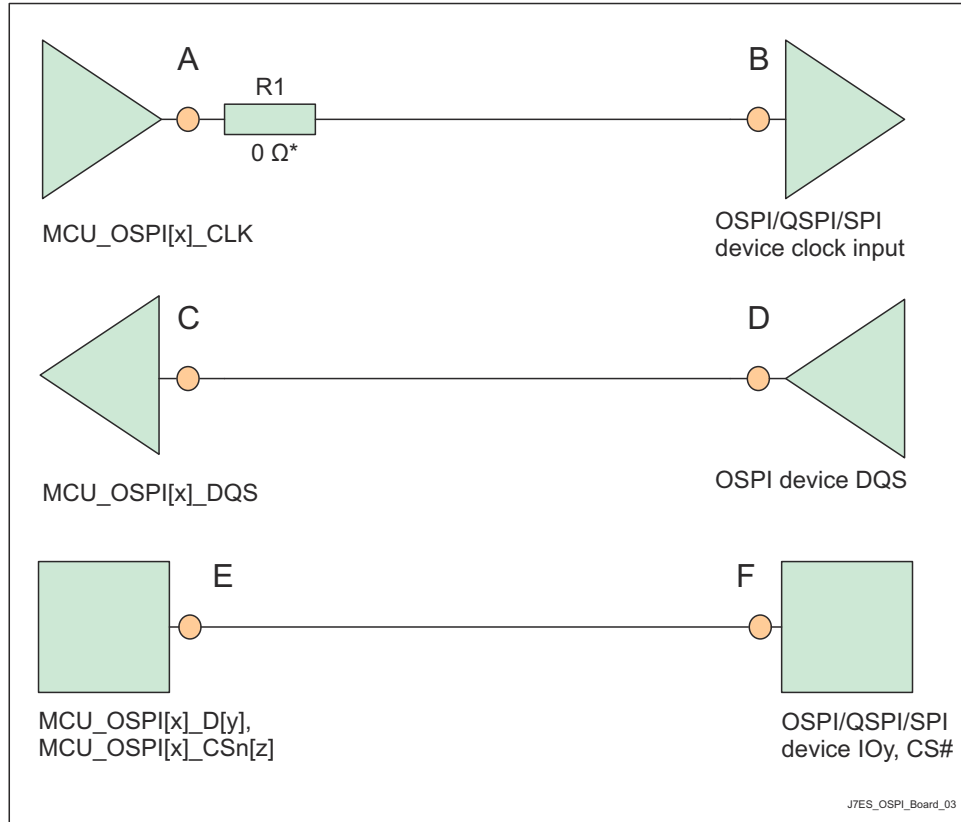 A
B
R1
0 Ω*
MCU_OSPI[x]_CLK
OSPI/QSPI/SPI
device clock input
C
D
MCU_OSPI[x]_DQS
OSPI device DQS
E
F
MCU_OSPI[x]_D[y],
MCU_OSPI[x]_CSn[z]
OSPI/QSPI/SPI
device IOy, CS#
J7ES_OSPI_Board_03